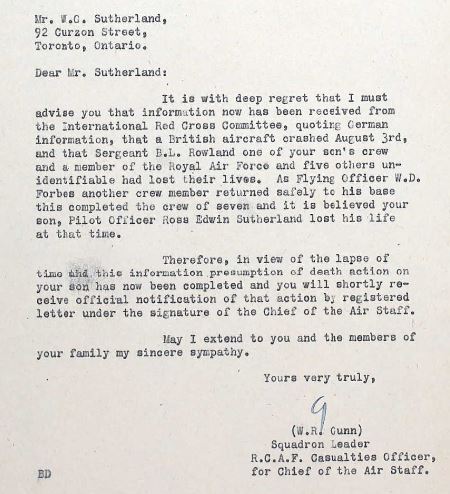 Mr. W.C. Sutherland,
92 Curzon Street,
Toronto, Ontario.
Dear Mr. Sutherland:
It is with deep regret that I must
advise you that information now has been received from
the International Red Cross Committee, quoting German
information, that a British aircraft crashed August 3rd,
and that Sergeant B.L. Rowland one of your son's crew
and a member of the Royal Air Force and five others un-
identifiable had lost their lives. As Flying Officer W.D.
Forbes another crew member returned safely to his base
this completed the crew of seven and it is believed your
son, Pilot Officer Ross Edwin Sutherland lost his life
at that time.
Therefore, in view of the lapse of
time and this information presumption of death action on
your son has now been completed and you will shortly re-
ceive official notification of that action by registered
letter under the signature of the Chief of the Air Staff.
May I extend to you and the members of
your family my sincere sympathy.
Yours very truly,
(W.R. Gunn)
Squadron Leader
R.C.A.F. Casualties Officer,
for Chief of the Air Staff.
BD